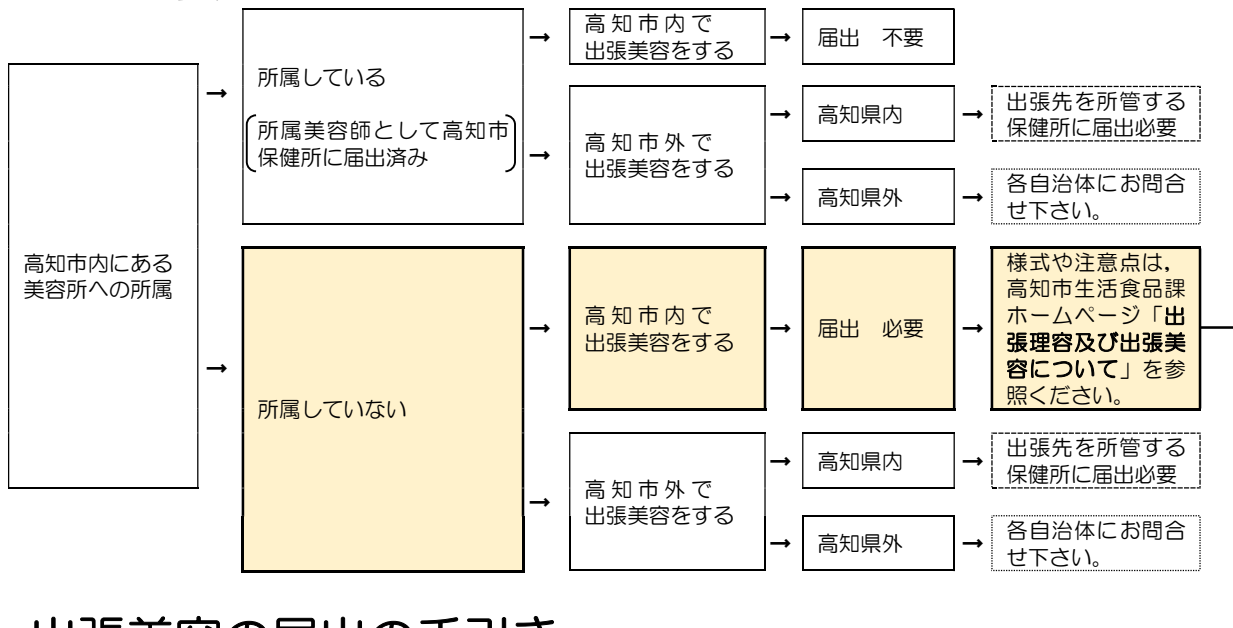 高知市内にある
美容所への所属
→
所属している
所属美容師として高知市
保健所に届出済み
→
高知市内で
出張美容をする
→
届出 不要
→
高知市外で
出張美容をする
→
高知県内
→
出張先を所管する
保健所に届出必要
→
高知県外
→
各自治体にお問合
せ下さい。
→
所属していない
→
高知市内で
出張美容をする
→
届出 必要
→
様式や注意点は，
高知市生活食品課
ホームページ「出
張理容及び出張美
容について」を参
照ください。
→
高知市外で
出張美容をする
→
高知県内
→
出張先を所管する
保健所に届出必要
→
高知県外
→
各自治体にお問合
せ下さい。
出張美容の届出の手引き